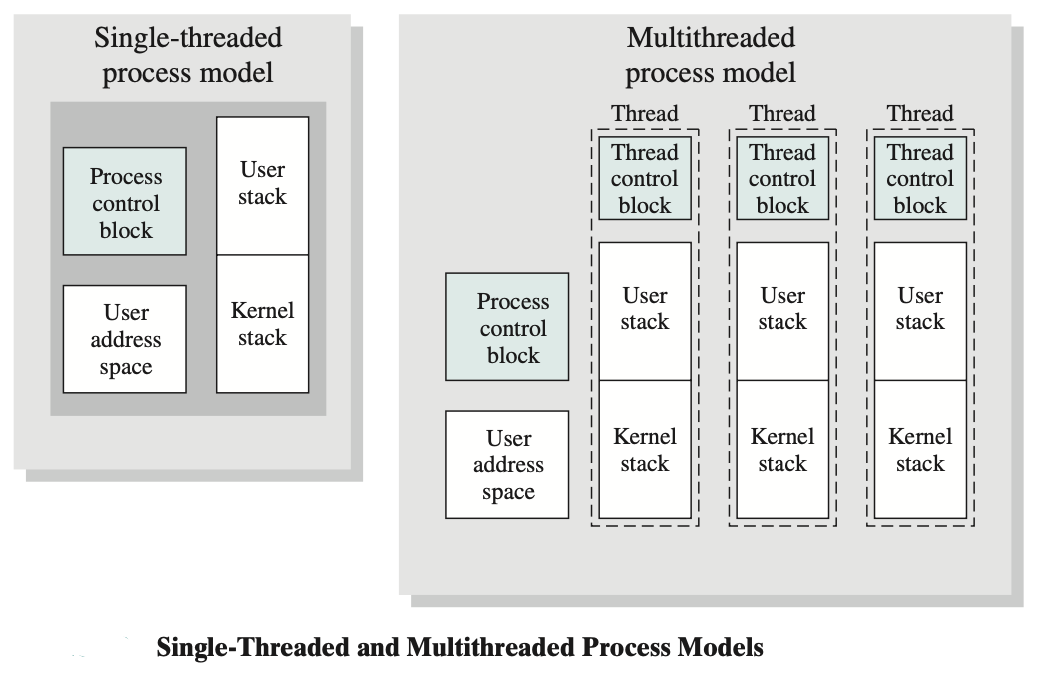 Single-threaded
process model
Process
control
block
User
stack
User
address
space
Kernel
stack
Multithreaded
process model
Process
control
block
User
address
space
Thread
Thread
control
block
User
stack
Kernel
stack
Thread
Thread
control
block
User
stack
Kernel
stack
Thread
Thread
control
block
User
stack
Kernel
stack
Single-Threaded and Multithreaded Process Models